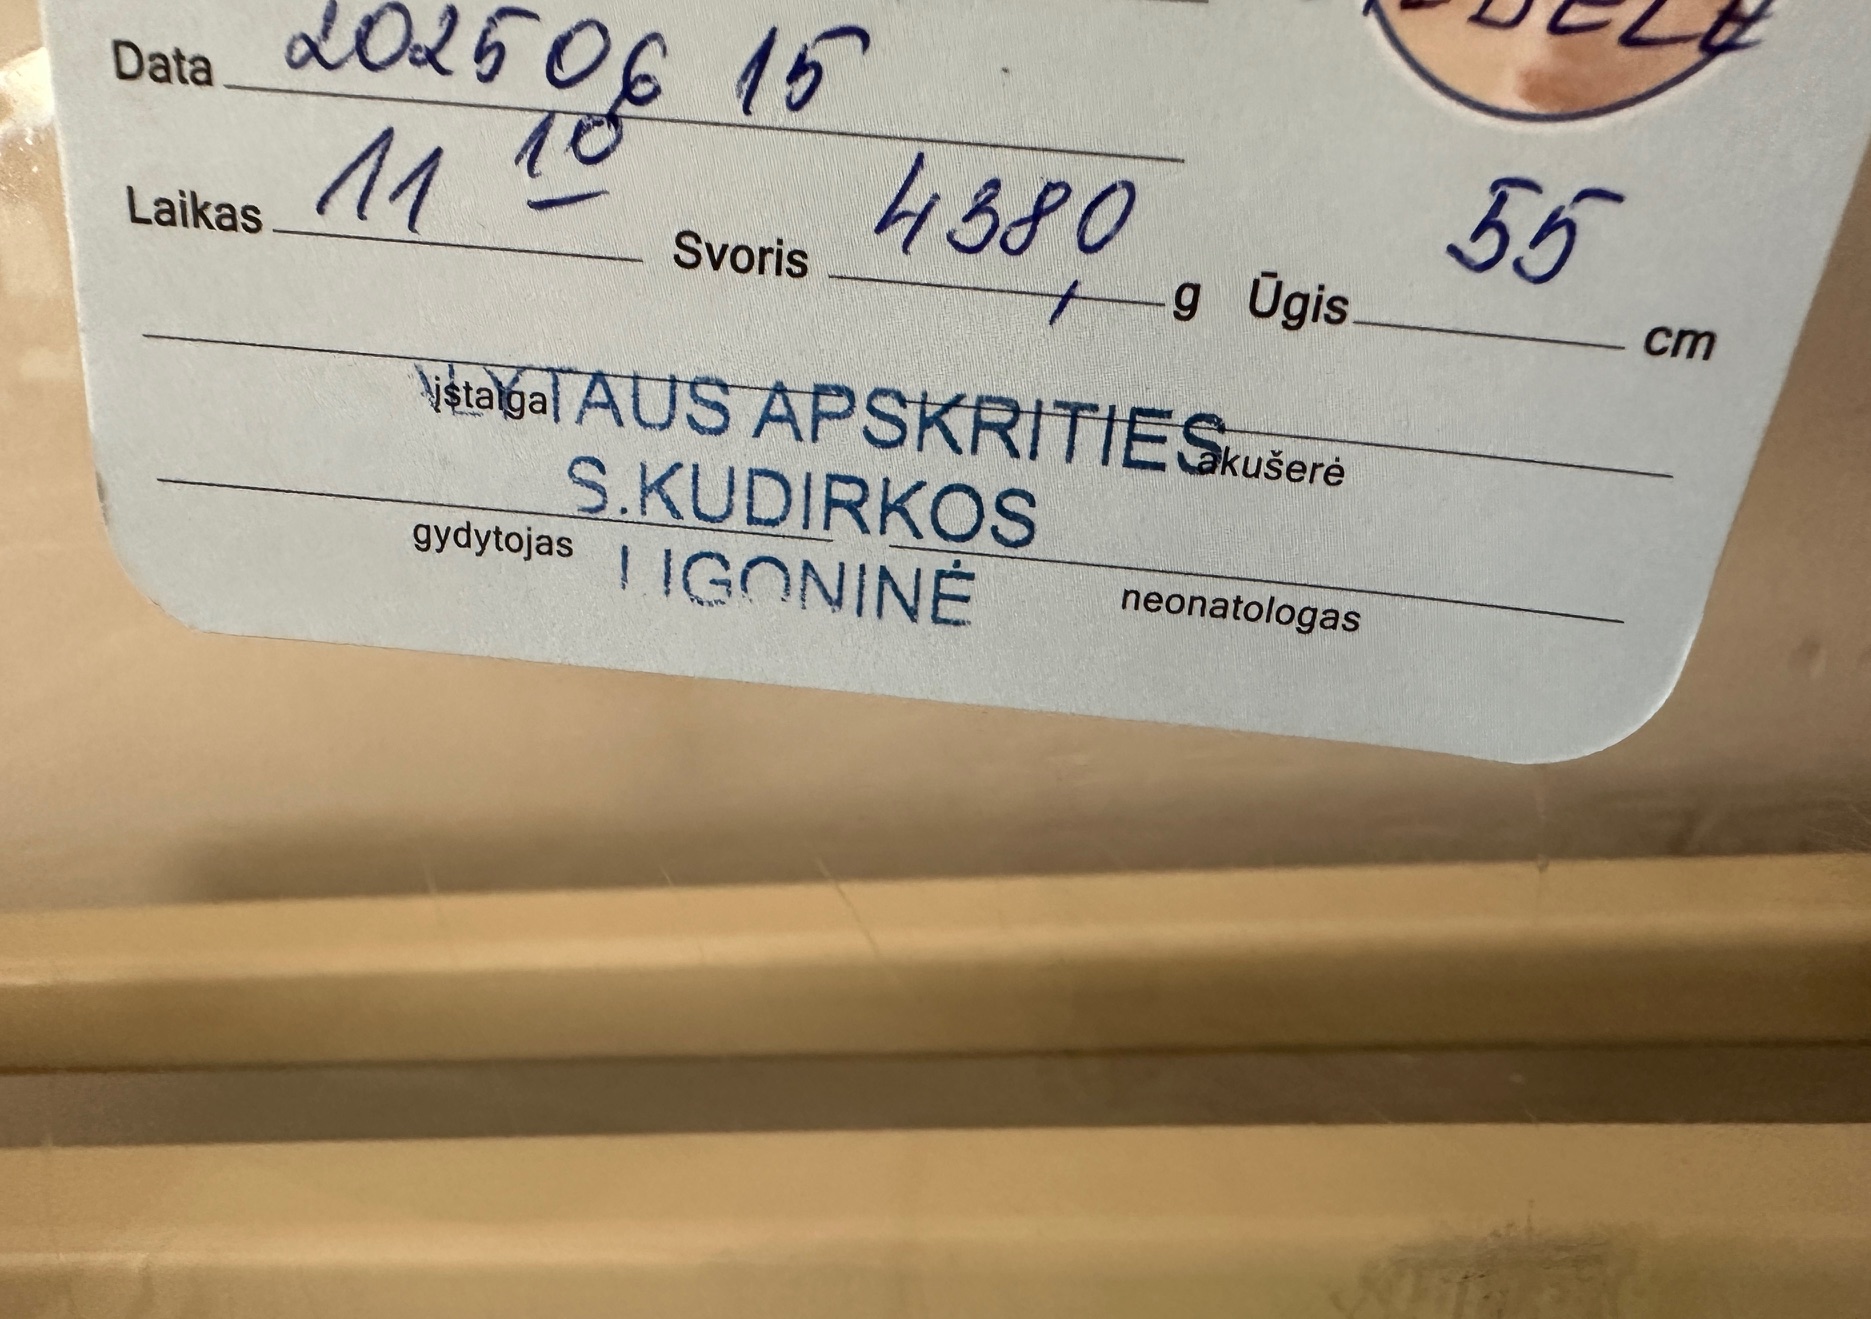 Data 2025 06 15
Laikas 11 10 Svoris 4380 g Ūgis 55 cm
įstaiga akušerė
ALYTAUS APSKRITIES
S.KUDIRKOS
gydytojas neonatologas
LIGONINĖ